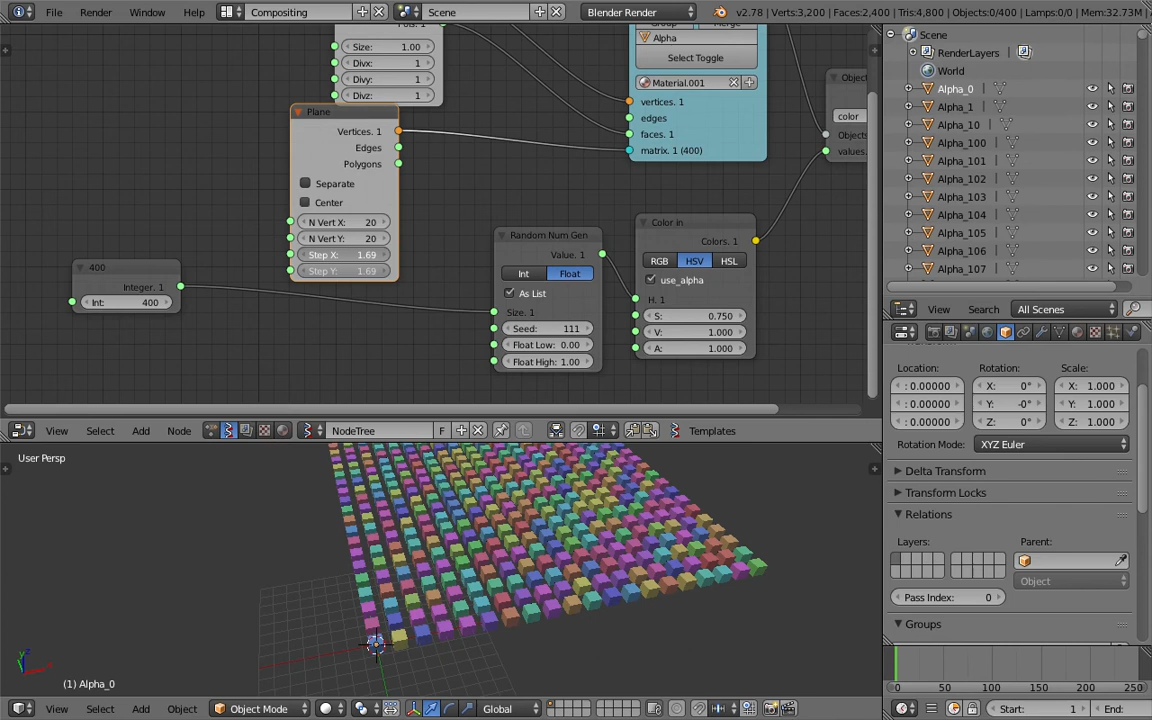 File
Render
Window
Help
Compositing
Scene
Blender Render
v2.78 | Verts:3,200 | Faces:2,400 | Tris:4,800 | Objects:0/400 | Lamps:0/0 | Mem:32.73M
Size: 1.00
Divx: 1
Divy: 1
Divz: 1
Plane
Vertices. 1
Edges
Polygons
Separate
Center
N Vert X: 20
N Vert Y: 20
Step X: 1.69
Step Y: 1.69
400
Integer. 1
Int: 400
Random Num Gen
Value. 1
Int
Float
As List
Size. 1
Seed: 111
Float Low: 0.00
Float High: 1.00
Color in
Colors. 1
RGB
HSV
HSL
use_alpha
H. 1
S: 0.750
V: 1.000
A: 1.000
Alpha
Select Toggle
Material.001
vertices. 1
edges
faces. 1
matrix. 1 (400)
Object
color
Objects
values.
View
Select
Add
Node
NodeTree
F
Templates
User Persp
(1) Alpha_0
View
Select
Add
Object
Object Mode
Global
Scene
RenderLayers
World
Alpha_0
Alpha_1
Alpha_10
Alpha_100
Alpha_101
Alpha_102
Alpha_103
Alpha_104
Alpha_105
Alpha_106
Alpha_107
View
Search
All Scenes
Location:
Rotation:
Scale:
: 0.00000
X: 0°
X: 1.000
: 0.00000
Y: -0°
Y: 1.000
: 0.00000
Z: 0°
Z: 1.000
Rotation Mode:
XYZ Euler
Delta Transform
Transform Locks
Relations
Layers:
Parent:
Object
Pass Index: 0
Groups
0
50
100
150
200
250
Start: 1
End: